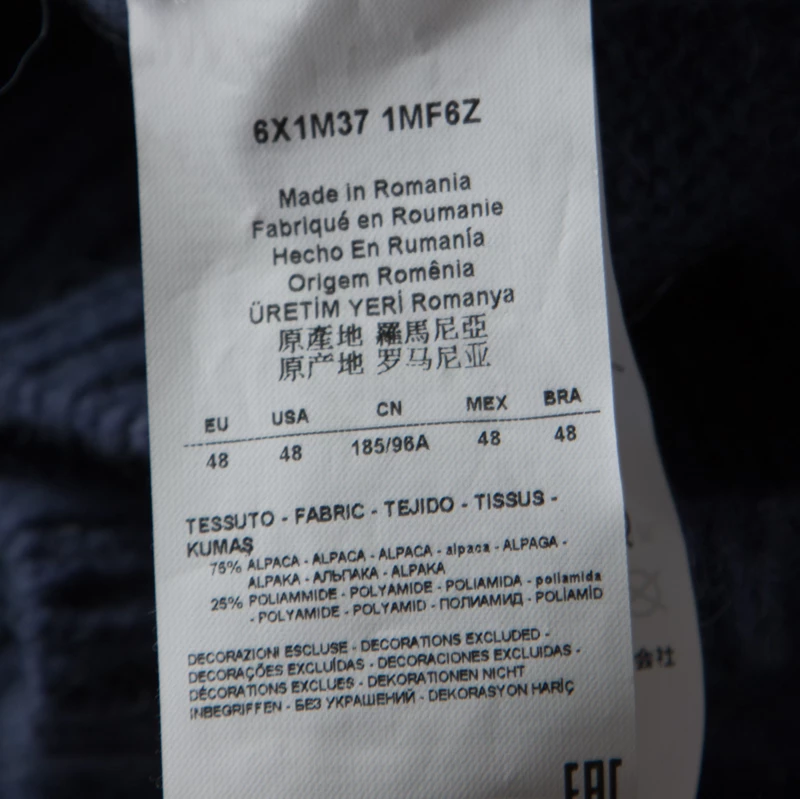 6X1M37 1MF6Z
Made in Romania
Fabriqué en Roumanie
Hecho En Rumanía
Origem Romênia
ÜRETİM YERİ Romanya
原產地 羅馬尼亞
原产地 罗马尼亚
EU USA CN MEX BRA
48 48 185/96A 48 48
TESSUTO - FABRIC - TEJIDO - TISSUS -
KUMAŞ
75% ALPACA - ALPACA - ALPACA - alpaca - ALPAGA -
ALPAKA - АЛЬПАКА - ALPAKA
25% POLIAMMIDE - POLYAMIDE - POLIAMIDA - poliamida
- POLYAMIDE - POLYAMID - ПОЛИАМИД - POLİAMİD
DECORAZIONI ESCLUSE - DECORATIONS EXCLUDED -
DECORAÇÕES EXCLUÍDAS - DECORACIONES EXCLUIDAS -
DÉCORATIONS EXCLUES - DEKORATIONEN NICHT
INBEGRIFFEN - БЕЗ УКРАШЕНИЙ - DEKORASYON HARİÇ
会社
EAC